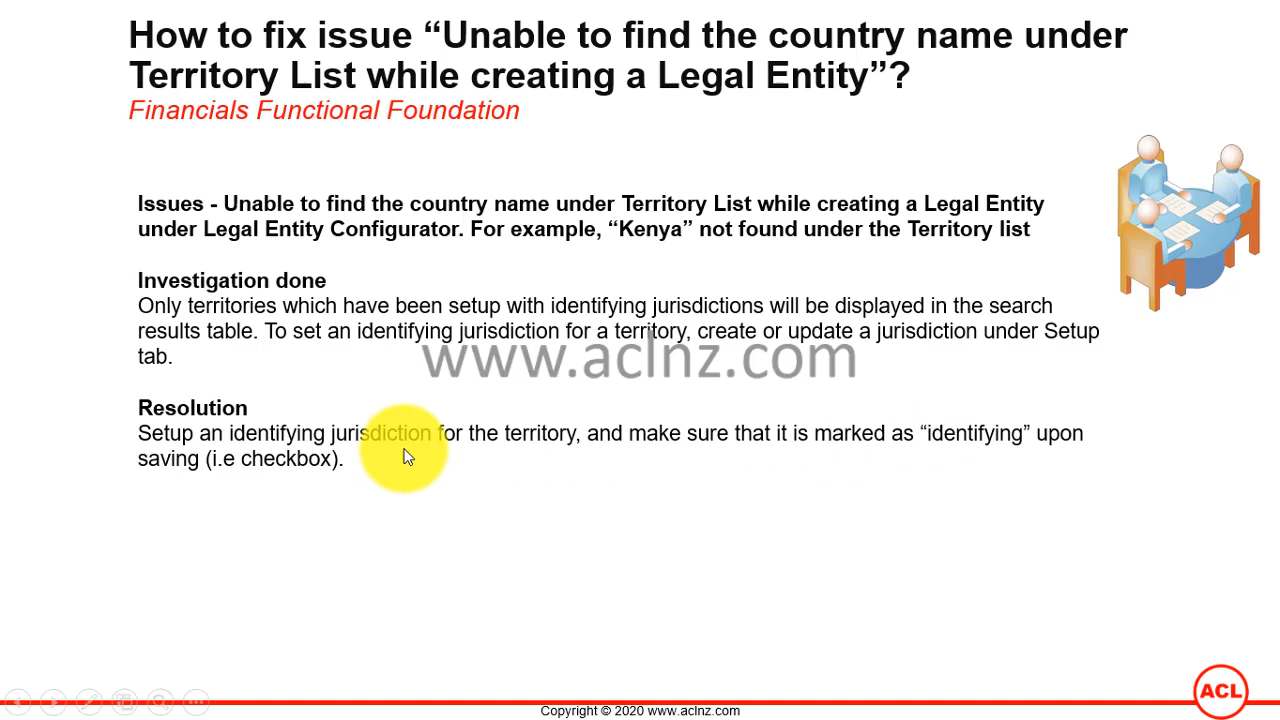 How to fix issue “Unable to find the country name under
Territory List while creating a Legal Entity”?
Financials Functional Foundation
Issues - Unable to find the country name under Territory List while creating a Legal Entity
under Legal Entity Configurator. For example, “Kenya” not found under the Territory list
Investigation done
Only territories which have been setup with identifying jurisdictions will be displayed in the search
results table. To set an identifying jurisdiction for a territory, create or update a jurisdiction under Setup
tab.
www.aclnz.com
Resolution
Setup an identifying jurisdiction for the territory, and make sure that it is marked as “identifying” upon
saving (i.e checkbox).
ACL
Copyright © 2020 www.aclnz.com